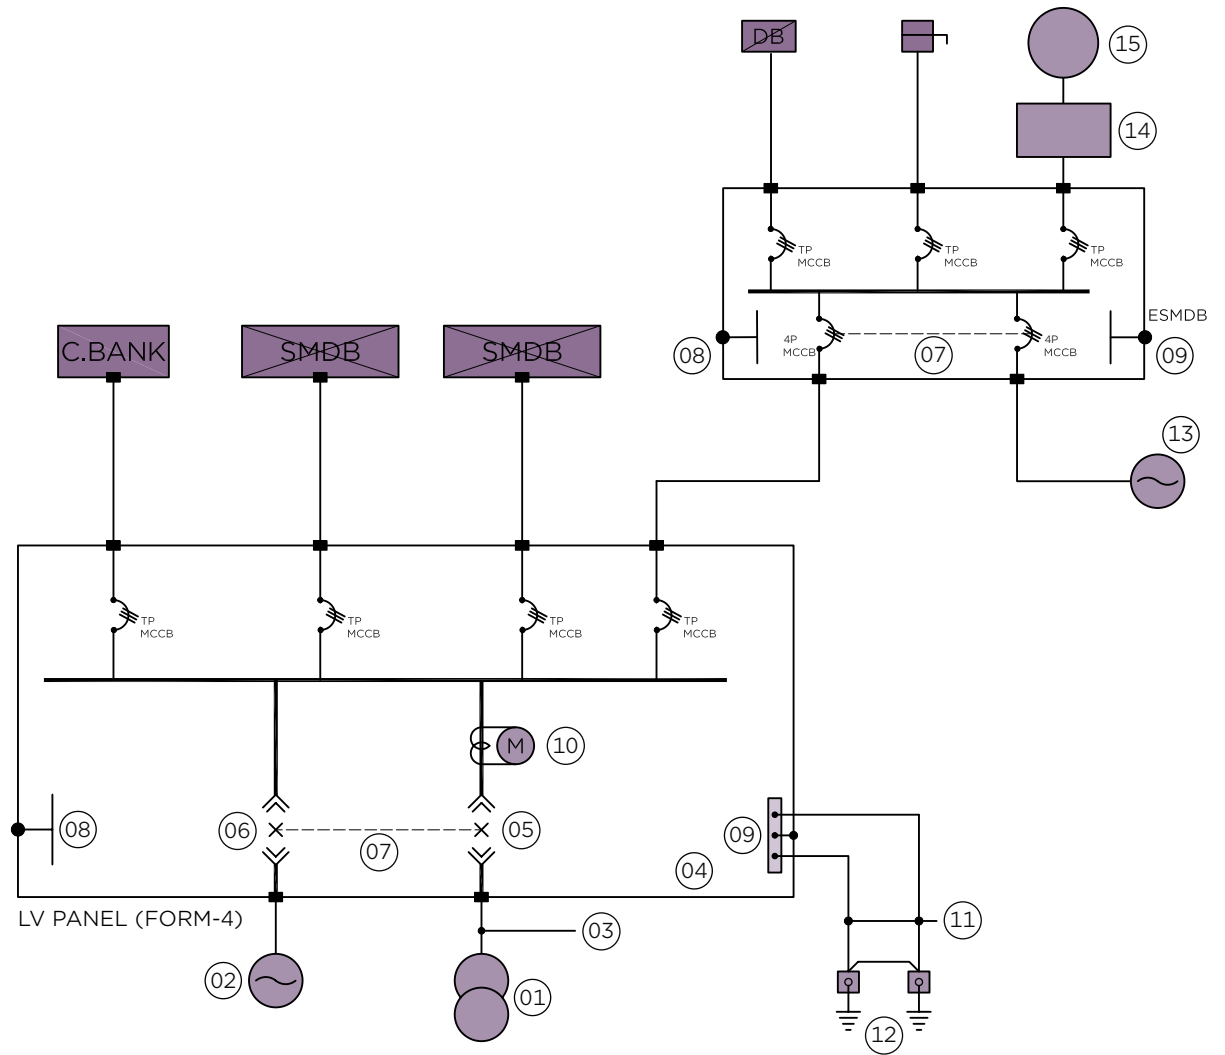 DB
15
14
TP
MCCB
TP
MCCB
TP
MCCB
ESMDB
08
4P
MCCB
07
4P
MCCB
09
C.BANK
SMDB
SMDB
13
TP
MCCB
TP
MCCB
TP
MCCB
TP
MCCB
M
10
08
06
07
05
09
04
LV PANEL (FORM-4)
03
11
02
01
12